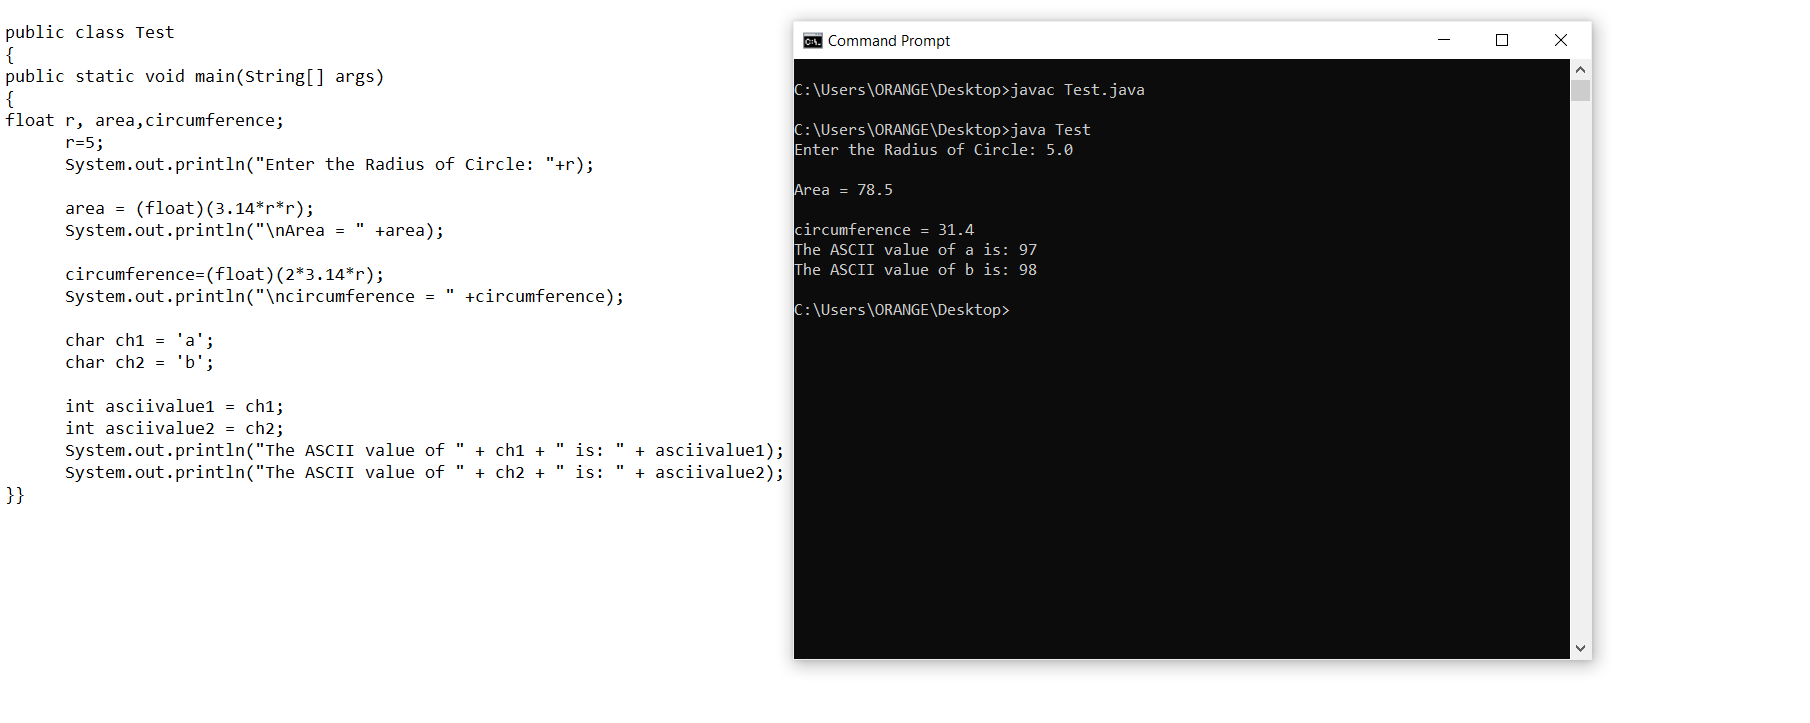 public class Test
{
public static void main(String[] args)
{
float r, area,circumference;
r=5;
System.out.println("Enter the Radius of Circle: "+r);
area = (float)(3.14*r*r);
System.out.println("\nArea = " +area);
circumference=(float)(2*3.14*r);
System.out.println("\ncircumference = " +circumference);
char ch1 = 'a';
char ch2 = 'b';
int asciivalue1 = ch1;
int asciivalue2 = ch2;
System.out.println("The ASCII value of " + ch1 + " is: " + asciivalue1);
System.out.println("The ASCII value of " + ch2 + " is: " + asciivalue2);
}}
C:\. Command Prompt
C:\Users\ORANGE\Desktop>javac Test.java
C:\Users\ORANGE\Desktop>java Test
Enter the Radius of Circle: 5.0
Area = 78.5
circumference = 31.4
The ASCII value of a is: 97
The ASCII value of b is: 98
C:\Users\ORANGE\Desktop>